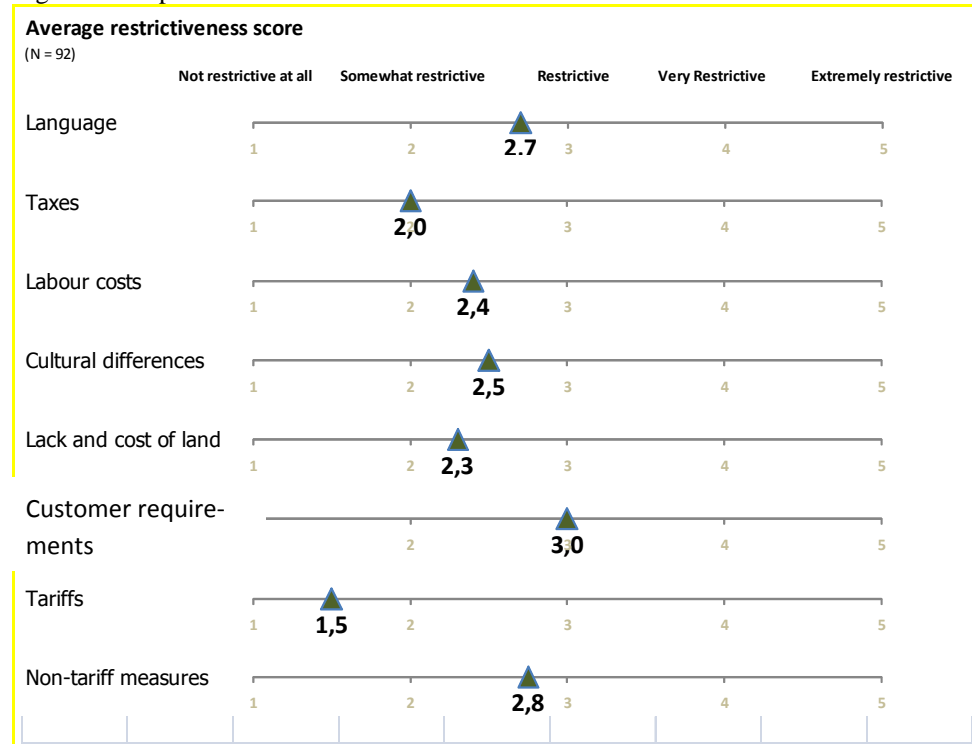 Average restrictiveness score
(N = 92)
Not restrictive at all Somewhat restrictive Restrictive Very Restrictive Extremely restrictive
Language
1 2 3 4 5
2,7
Taxes
1 2 3 4 5
2,0
Labour costs
1 2 3 4 5
2,4
Cultural differences
1 2 3 4 5
2,5
Lack and cost of land
1 2 3 4 5
2,3
Customer require-
ments
2 3 4 5
3,0
Tariffs
1 2 3 4 5
1,5
Non-tariff measures
1 2 3 4 5
2,8